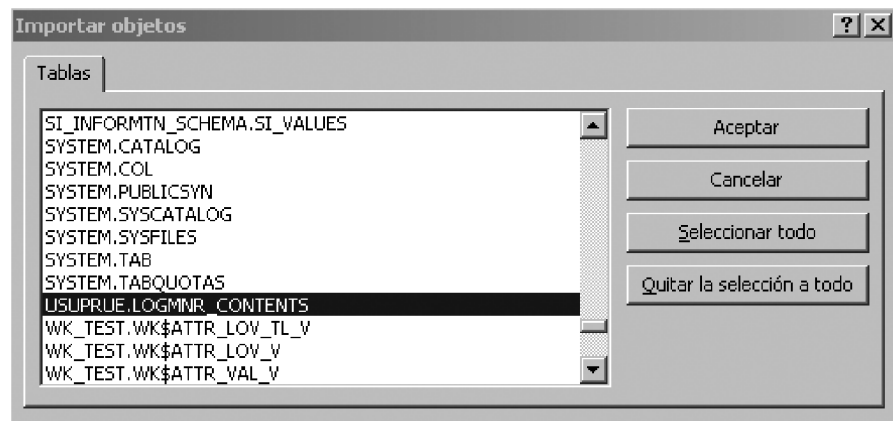 Importar objetos
Tablas
SI_INFORMTN_SCHEMA.SI_VALUES
SYSTEM.CATALOG
SYSTEM.COL
SYSTEM.PUBLICSYN
SYSTEM.SYSCATALOG
SYSTEM.SYSFILES
SYSTEM.TAB
SYSTEM.TABQUOTAS
USUPRUE.LOGMNR_CONTENTS
WK_TEST.WK$ATTR_LOV_TL_V
WK_TEST.WK$ATTR_LOV_V
WK_TEST.WK$ATTR_VAL_V
Aceptar
Cancelar
Seleccionar todo
Quitar la selección a todo